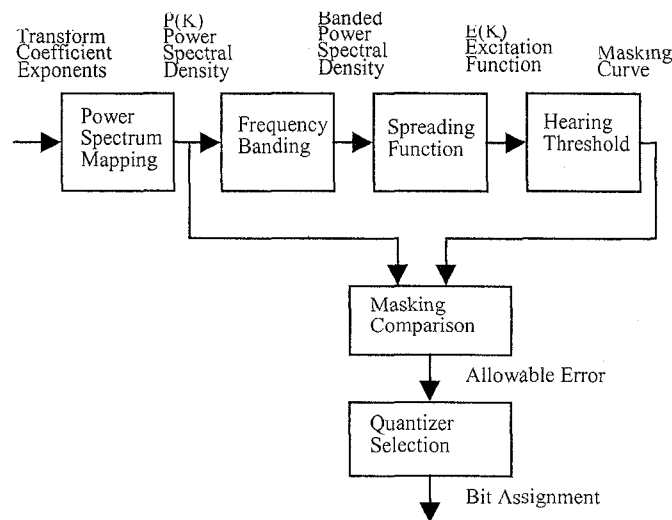 Transform
Coefficient
Exponents
P(K)
Power
Spectral
Density
Banded
Power
Spectral
Density
E(K)
Excitation
Function
Masking
Curve
Power
Spectrum
Mapping
Frequency
Banding
Spreading
Function
Hearing
Threshold
Masking
Comparison
Allowable Error
Quantizer
Selection
Bit Assignment